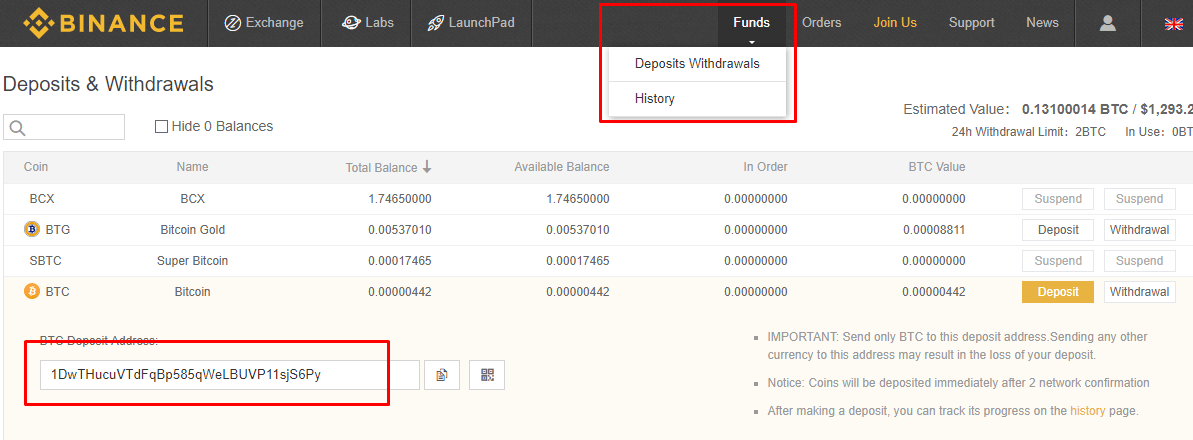 BINANCE Exchange Labs LaunchPad Funds Orders Join Us Support News
Deposits Withdrawals
History
Deposits & Withdrawals
Estimated Value： 0.13100014 BTC / $1,293.2
Hide 0 Balances
24h Withdrawal Limit：2BTC In Use：0BT
Coin Name Total Balance Available Balance In Order BTC Value
BCX BCX 1.74650000 1.74650000 0.00000000 0.00000000 Suspend Suspend
BTG Bitcoin Gold 0.00537010 0.00537010 0.00000000 0.00008811 Deposit Withdrawal
SBTC Super Bitcoin 0.00017465 0.00017465 0.00000000 0.00000000 Suspend Suspend
BTC Bitcoin 0.00000442 0.00000442 0.00000000 0.00000442 Deposit Withdrawal
BTC Deposit Address:
1DwTHucuVTdFqBp585qWeLBUVP11sjS6Py
IMPORTANT: Send only BTC to this deposit address.Sending any other
currency to this address may result in the loss of your deposit.
Notice: Coins will be deposited immediately after 2 network confirmation
After making a deposit, you can track its progress on the history page.